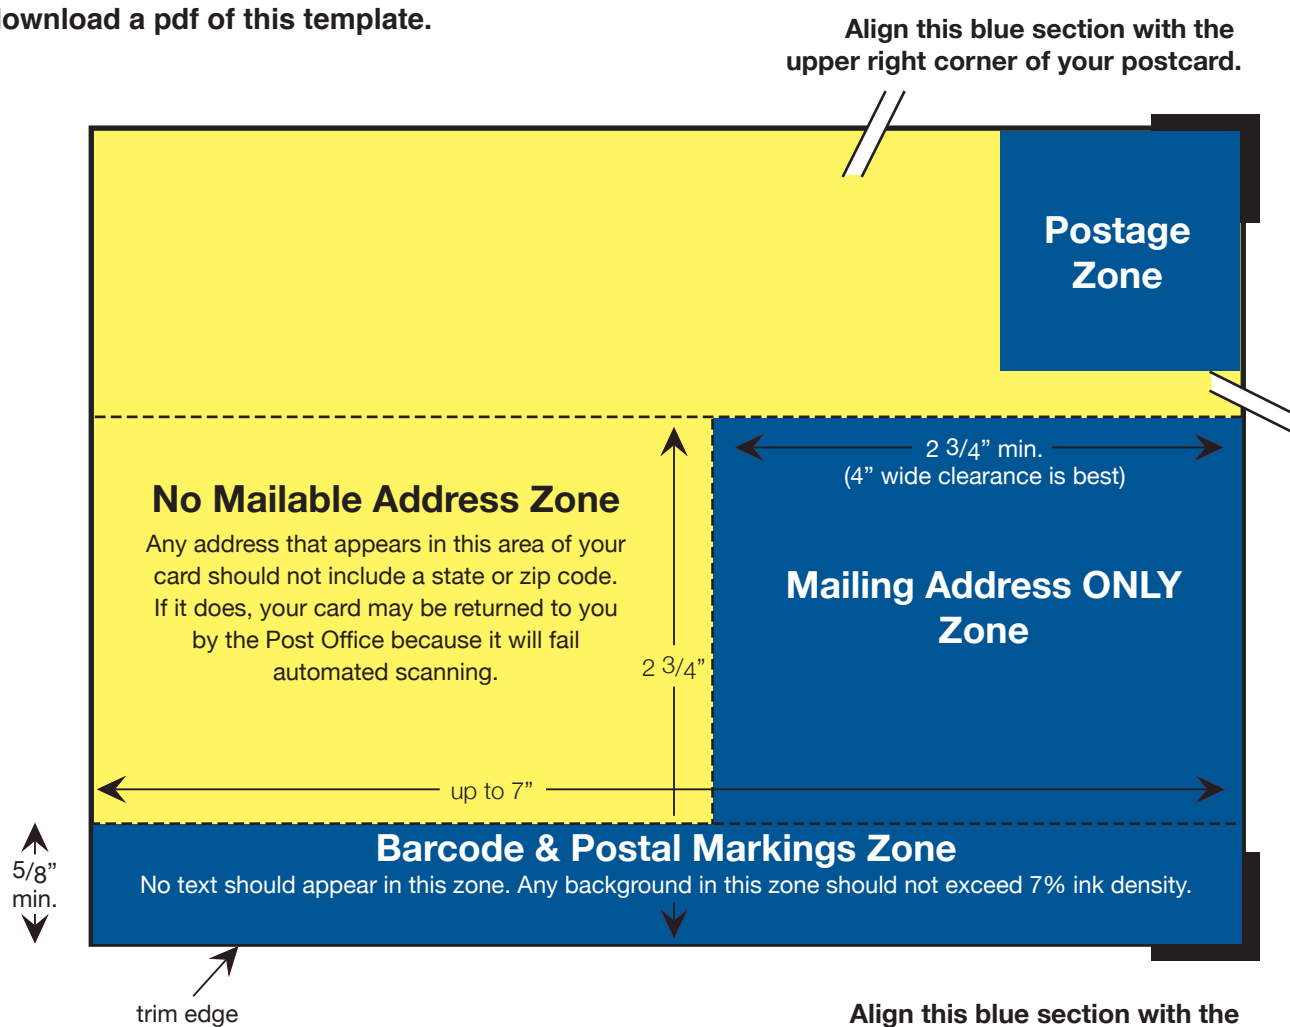 download a pdf of this template.
Align this blue section with the
upper right corner of your postcard.
Postage
Zone
2 3/4” min.
(4” wide clearance is best)
No Mailable Address Zone
Any address that appears in this area of your
card should not include a state or zip code.
If it does, your card may be returned to you
by the Post Office because it will fail
automated scanning.
2 3/4”
Mailing Address ONLY
Zone
up to 7”
Barcode & Postal Markings Zone
No text should appear in this zone. Any background in this zone should not exceed 7% ink density.
5/8”
min.
trim edge
Align this blue section with the